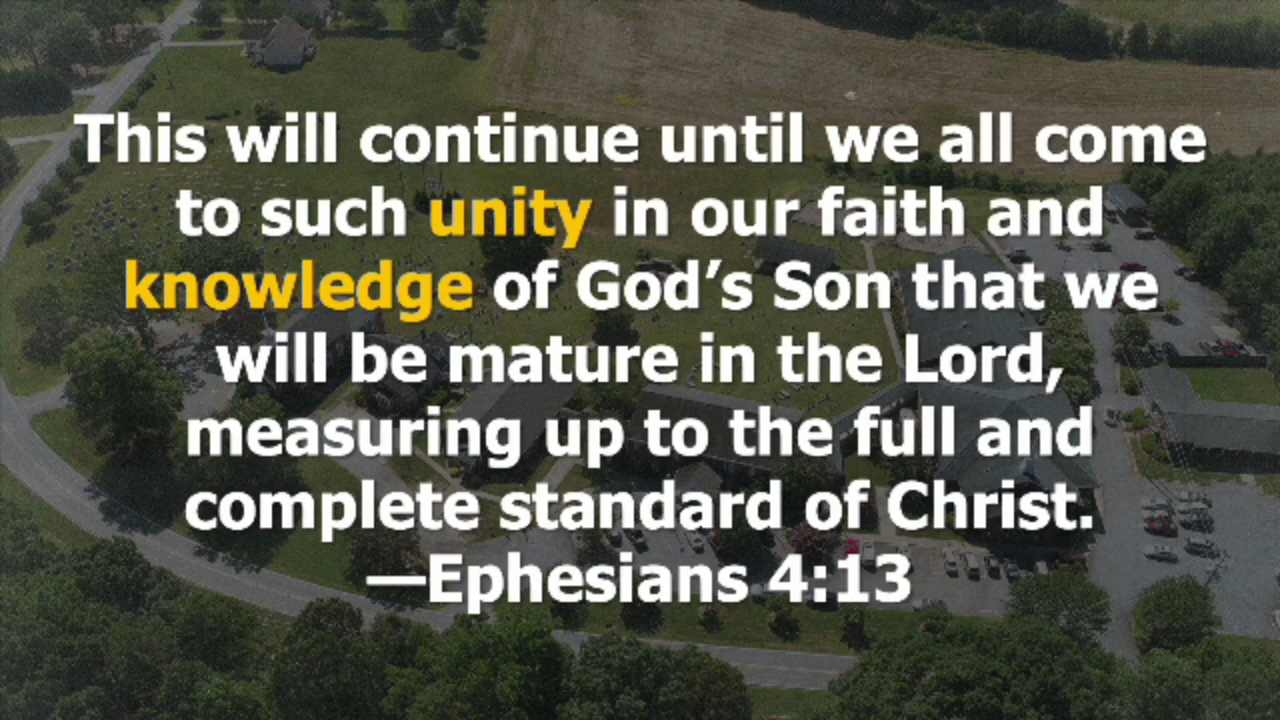 This will continue until we all come
to such unity in our faith and
knowledge of God’s Son that we
will be mature in the Lord,
measuring up to the full and
complete standard of Christ.
—Ephesians 4:13